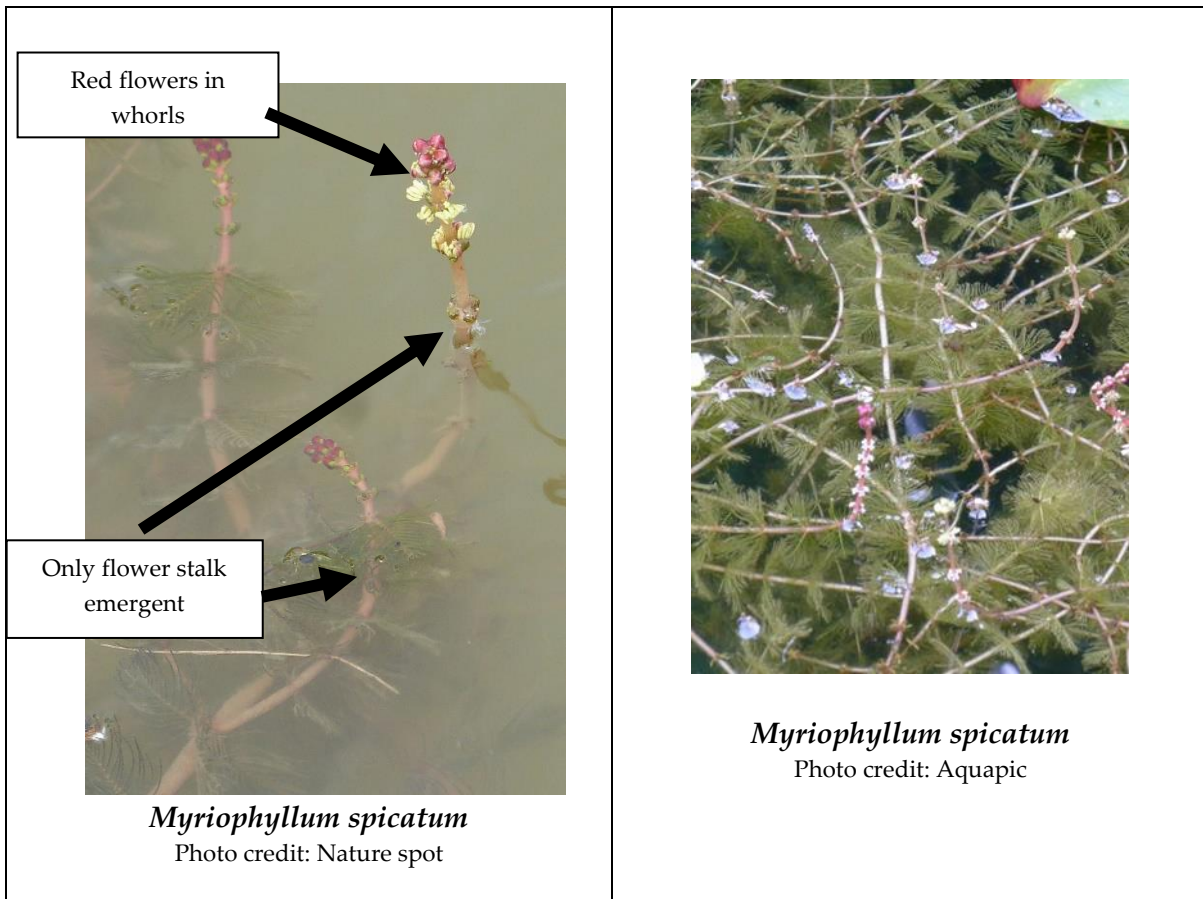 Red flowers in
whorls
Only flower stalk
emergent
Myriophyllum spicatum
Photo credit: Nature spot
Myriophyllum spicatum
Photo credit: Aquapic